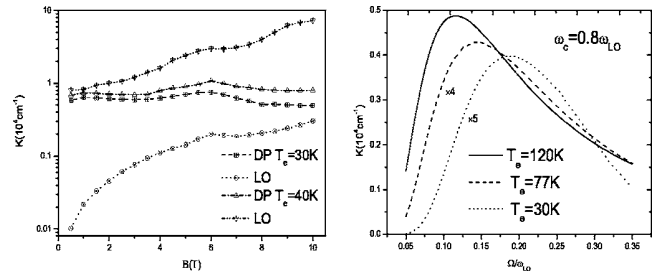 10
1
0.1
0.01
K(10⁴cm⁻¹)
DP Tₑ=30K
LO
DP Tₑ=40K
LO
0 2 4 6 8 10
B(T)
0.5
0.4
0.3
0.2
0.1
0.0
K(10⁴cm⁻¹)
ω_c=0.8ω_LO
×4
×5
Tₑ=120K
Tₑ=77K
Tₑ=30K
0.05 0.10 0.15 0.20 0.25 0.30 0.35
Ω/ω_LO